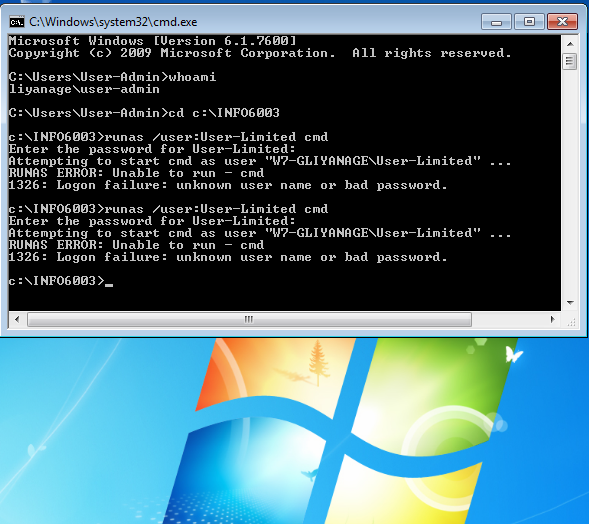 C:\Windows\system32\cmd.exe
Microsoft Windows [Version 6.1.7600]
Copyright (c) 2009 Microsoft Corporation.  All rights reserved.
C:\Users\User-Admin>whoami
liyanage\user-admin
C:\Users\User-Admin>cd c:\INFO6003
c:\INFO6003>runas /user:User-Limited cmd
Enter the password for User-Limited:
Attempting to start cmd as user "W7-GLIYANAGE\User-Limited" ...
RUNAS ERROR: Unable to run - cmd
1326: Logon failure: unknown user name or bad password.
c:\INFO6003>runas /user:User-Limited cmd
Enter the password for User-Limited:
Attempting to start cmd as user "W7-GLIYANAGE\User-Limited" ...
RUNAS ERROR: Unable to run - cmd
1326: Logon failure: unknown user name or bad password.
c:\INFO6003>_